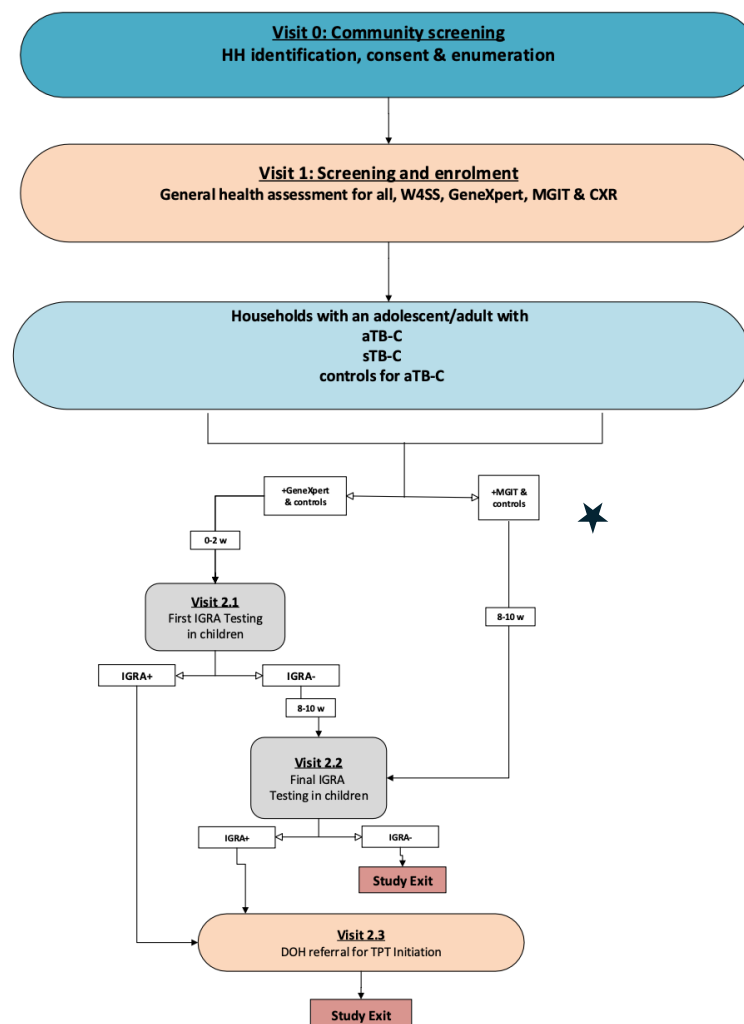 Visit 0: Community screening
HH identification, consent & enumeration
Visit 1: Screening and enrolment
General health assessment for all, W4SS, GeneXpert, MGIT & CXR
Households with an adolescent/adult with
aTB-C
sTB-C
controls for aTB-C
+GeneXpert
& controls
+MGIT &
controls
0-2 w
Visit 2.1
First IGRA Testing
in children
8-10 w
IGRA+
IGRA-
8-10 w
Visit 2.2
Final IGRA
Testing in children
IGRA+
IGRA-
Study Exit
Visit 2.3
DOH referral for TPT Initiation
Study Exit